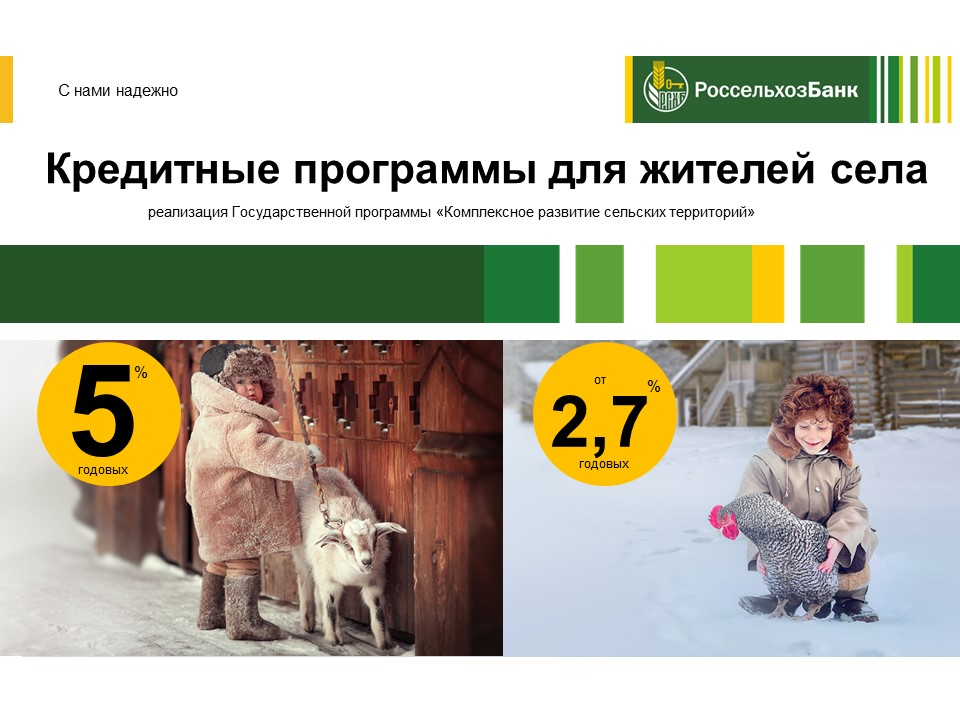 С нами надежно
РоссельхозБанк
Кредитные программы для жителей села
реализация Государственной программы «Комплексное развитие сельских территорий»
5 %
годовых
от
2,7 %
годовых